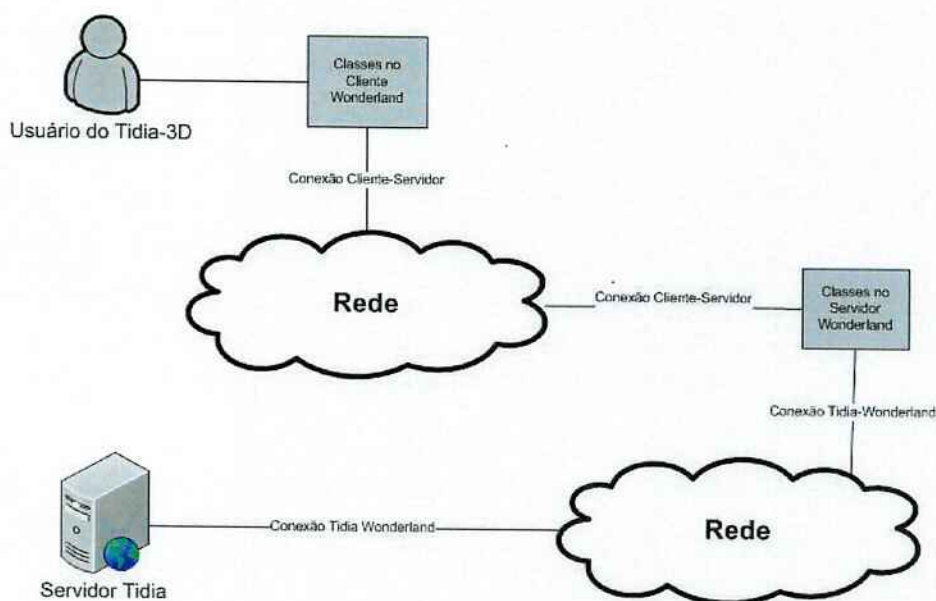 Classes no
Cliente
Wonderland
Usuário do Tidia-3D
Conexão Cliente-Servidor
Rede
Conexão Cliente-Servidor
Classes no
Servidor
Wonderland
Conexão Tidia-Wonderland
Rede
Conexão Tidia Wonderland
Servidor Tidia